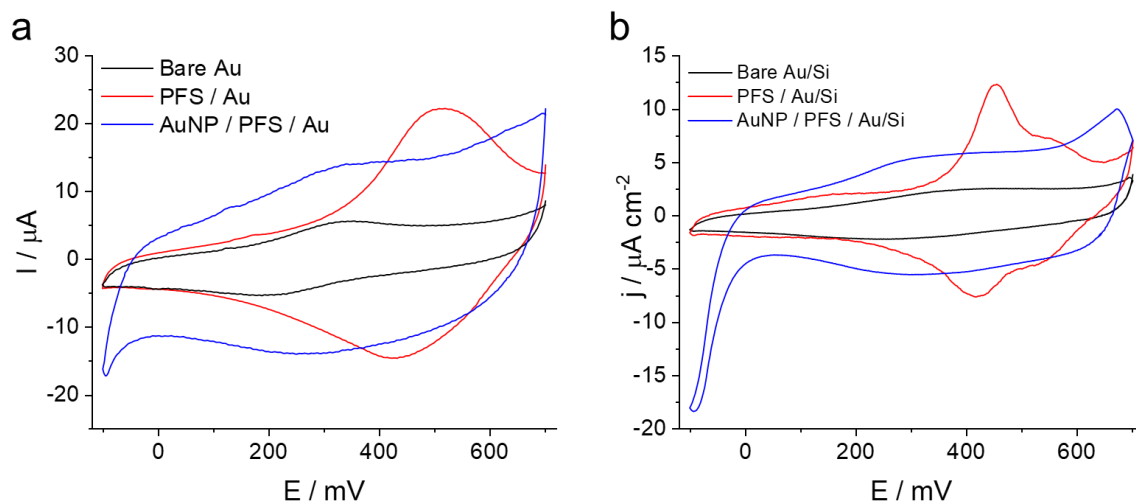 a
30
20
10
0
-10
-20
I / μA
Bare Au
PFS / Au
AuNP / PFS / Au
0
200
400
600
E / mV
b
15
10
5
0
-5
-10
-15
-20
j / μA cm⁻²
Bare Au/Si
PFS / Au/Si
AuNP / PFS / Au/Si
0
200
400
600
E / mV